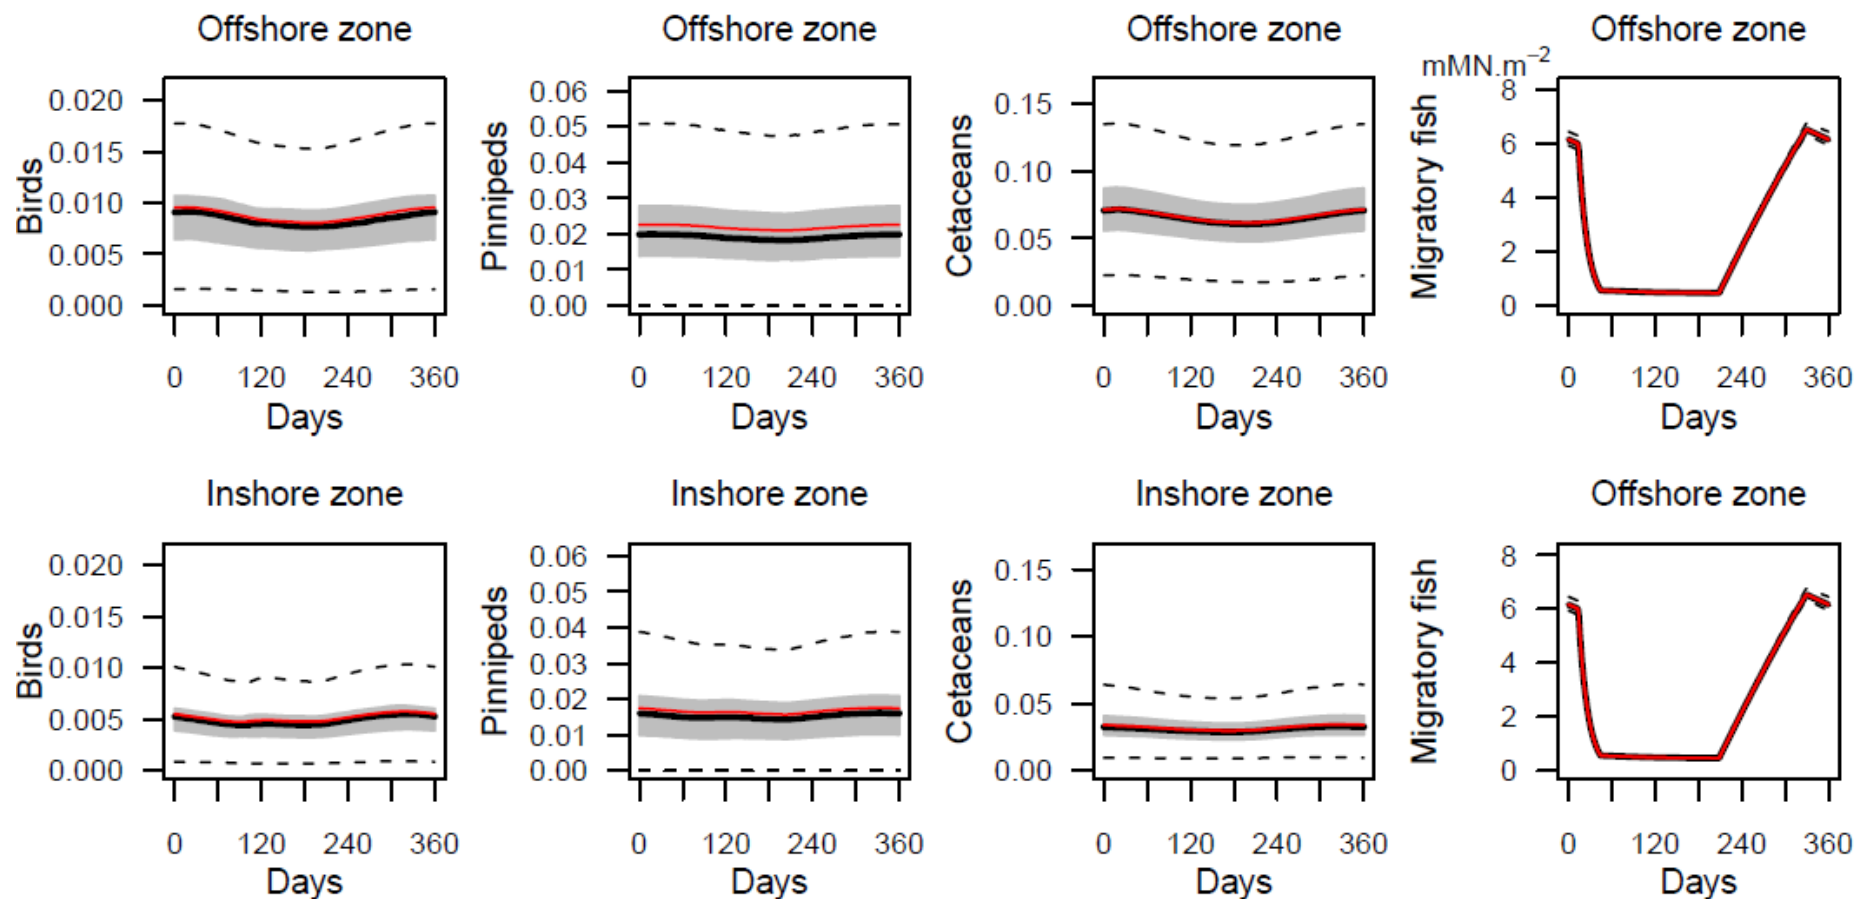 Offshore zone Offshore zone Offshore zone Offshore zone
mMN.m⁻²
Birds
0.020
0.015
0.010
0.005
0.000
0 120 240 360
Days
Pinnipeds
0.06
0.05
0.04
0.03
0.02
0.01
0.00
0 120 240 360
Days
Cetaceans
0.15
0.10
0.05
0.00
0 120 240 360
Days
Migratory fish
8
6
4
2
0
0 120 240 360
Days
Inshore zone Inshore zone Inshore zone Offshore zone
Birds
0.020
0.015
0.010
0.005
0.000
0 120 240 360
Days
Pinnipeds
0.06
0.05
0.04
0.03
0.02
0.01
0.00
0 120 240 360
Days
Cetaceans
0.15
0.10
0.05
0.00
0 120 240 360
Days
Migratory fish
8
6
4
2
0
0 120 240 360
Days